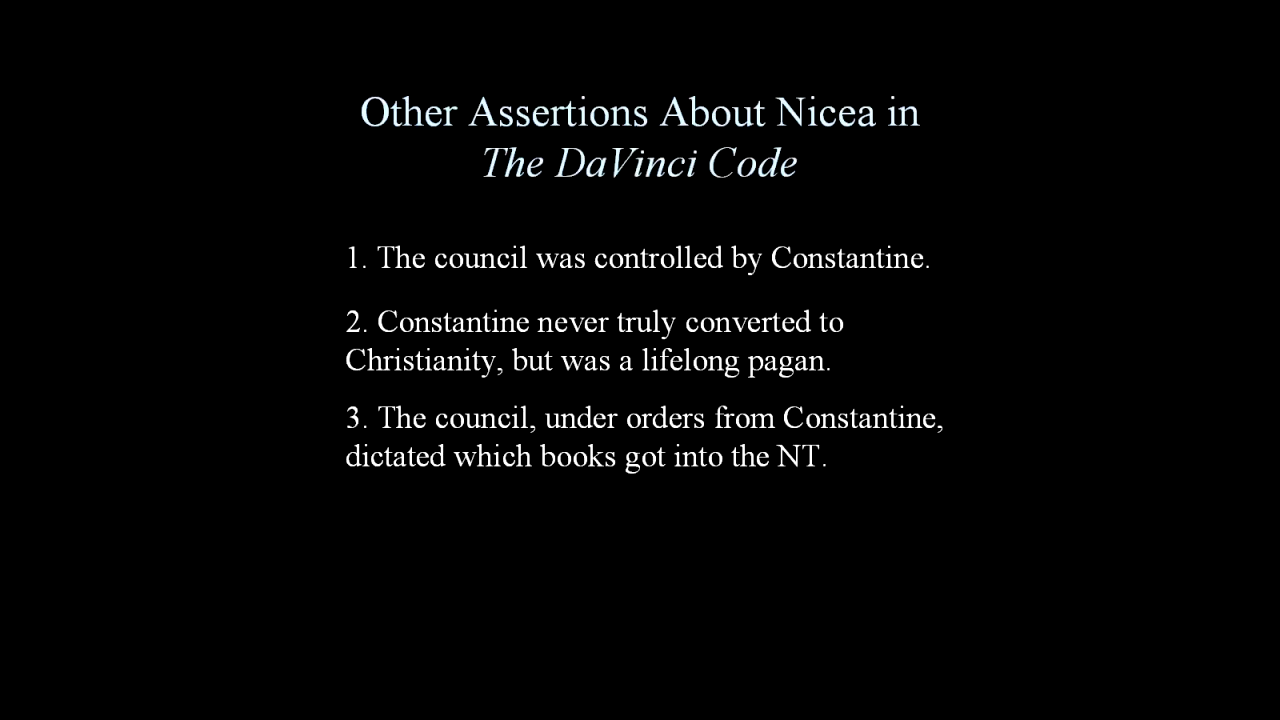 Other Assertions About Nicea in
The DaVinci Code
1. The council was controlled by Constantine.
2. Constantine never truly converted to
Christianity, but was a lifelong pagan.
3. The council, under orders from Constantine,
dictated which books got into the NT.